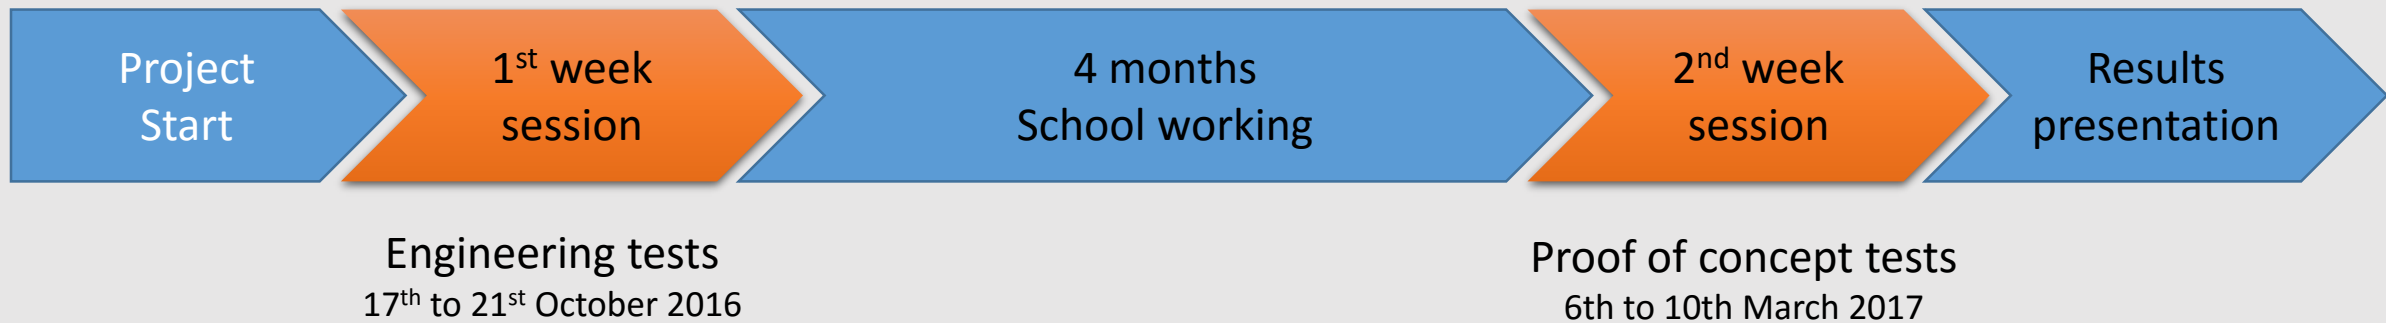 Project
Start
1st week
session
4 months
School working
2nd week
session
Results
presentation
Engineering tests
17th to 21st October 2016
Proof of concept tests
6th to 10th March 2017